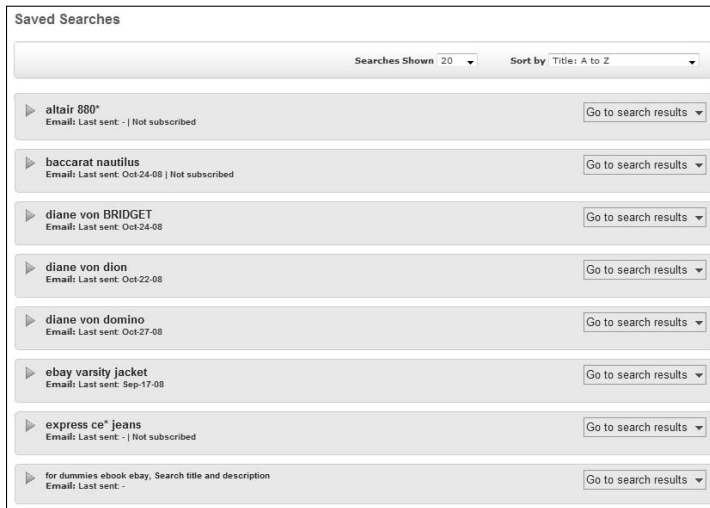 Saved Searches
Searches Shown 20 Sort by Title: A to Z
altair 880*
Email: Last sent: - | Not subscribed
Go to search results
baccarat nautilus
Email: Last sent: Oct-24-08 | Not subscribed
Go to search results
diane von BRIDGET
Email: Last sent: Oct-24-08
Go to search results
diane von dion
Email: Last sent: Oct-22-08
Go to search results
diane von domino
Email: Last sent: Oct-27-08
Go to search results
ebay varsity jacket
Email: Last sent: Sep-17-08
Go to search results
express ce* jeans
Email: Last sent: - | Not subscribed
Go to search results
for dummies ebook ebay, Search title and description
Email: Last sent: -
Go to search results